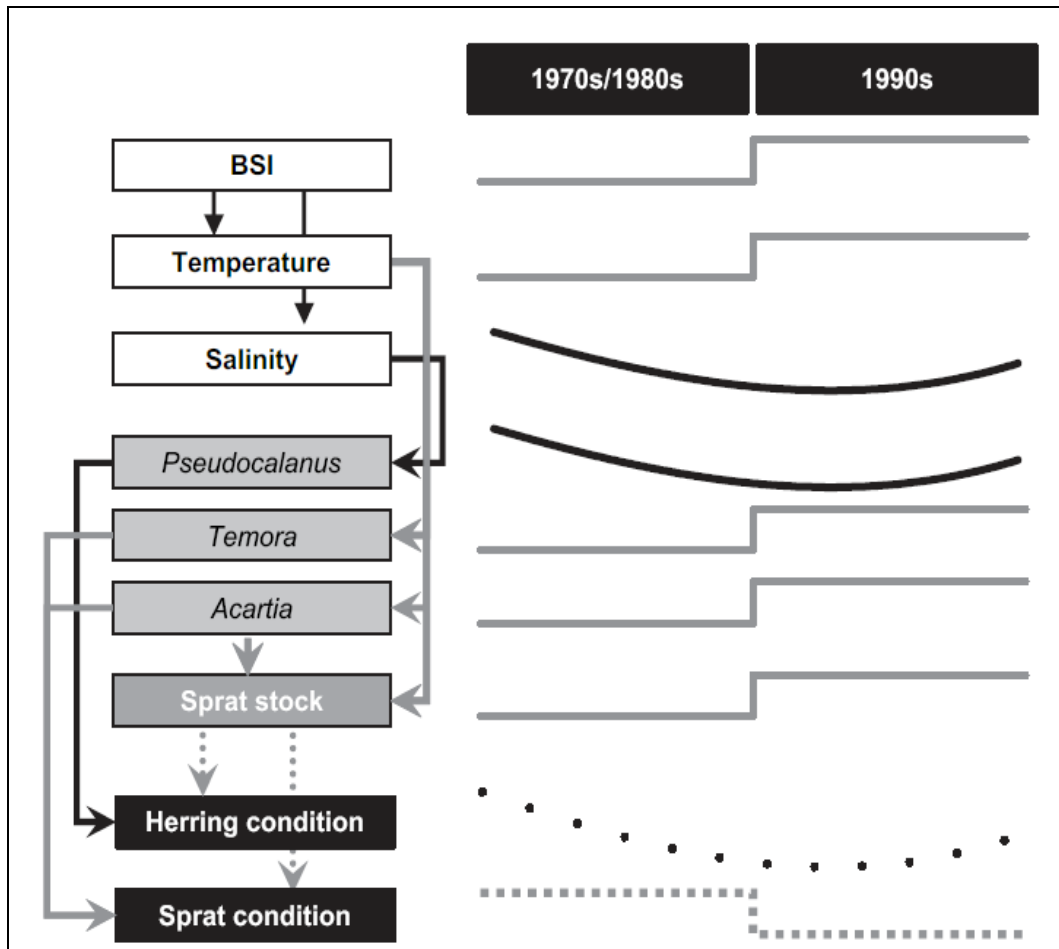 1970s/1980s 1990s
BSI
Temperature
Salinity
Pseudocalanus
Temora
Acartia
Sprat stock
Herring condition
Sprat condition